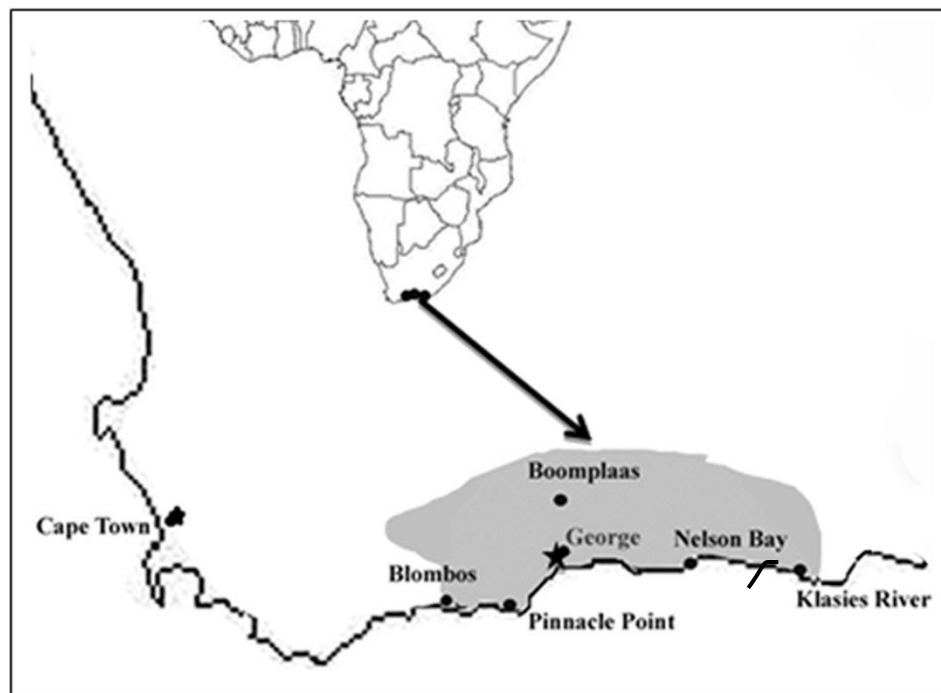 Boomplaas
Cape Town
George
Nelson Bay
Blombos
Klasies River
Pinnacle Point